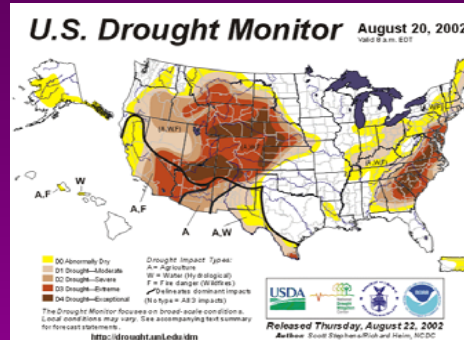 U.S. Drought Monitor
August 20, 2002
Valid 8 a.m. EDT
(A,W,F)
(A,W,F)
A,W,F
W
A,F
A,F
A
A,W
D0 Abnormally Dry
D1 Drought—Moderate
D2 Drought—Severe
D3 Drought—Extreme
D4 Drought—Exceptional
Drought Impact Types:
A = Agriculture
W = Water (Hydrological)
F = Fire danger (Wildfires)
Delineates dominant impacts
(No type = All 3 impacts)
The Drought Monitor focuses on broad-scale conditions.
Local conditions may vary. See accompanying text summary
for forecast statements.
http://drought.unl.edu/dm
USDA
NOAA
Released Thursday, August 22, 2002
Author: Scott Stephens/Richard Heim, NCDC